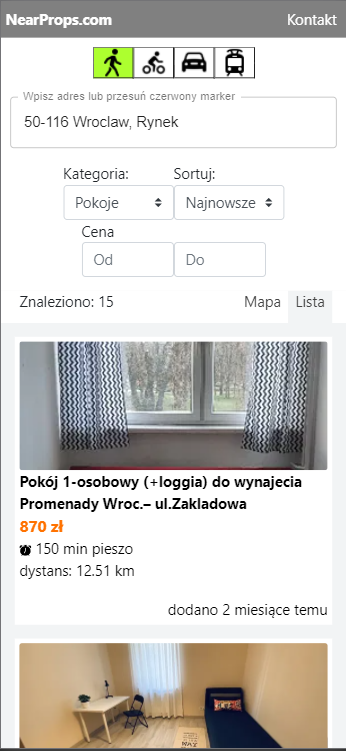 NearProps.com Kontakt
Wpisz adres lub przesuń czerwony marker
50-116 Wroclaw, Rynek
Kategoria: Sortuj:
Pokoje Najnowsze
Cena
Od Do
Znaleziono: 15 Mapa Lista
Pokój 1-osobowy (+loggia) do wynajecia
Promenady Wroc.– ul.Zakladowa
870 zł
150 min pieszo
dystans: 12.51 km
dodano 2 miesiące temu